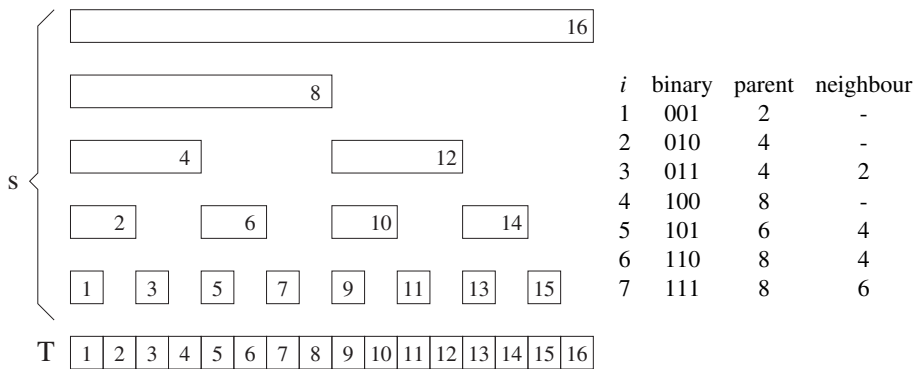 16
8
4 12
s
2 6 10 14
1 3 5 7 9 11 13 15
T 1 2 3 4 5 6 7 8 9 10 11 12 13 14 15 16
i binary parent neighbour
1 001 2 -
2 010 4 -
3 011 4 2
4 100 8 -
5 101 6 4
6 110 8 4
7 111 8 6